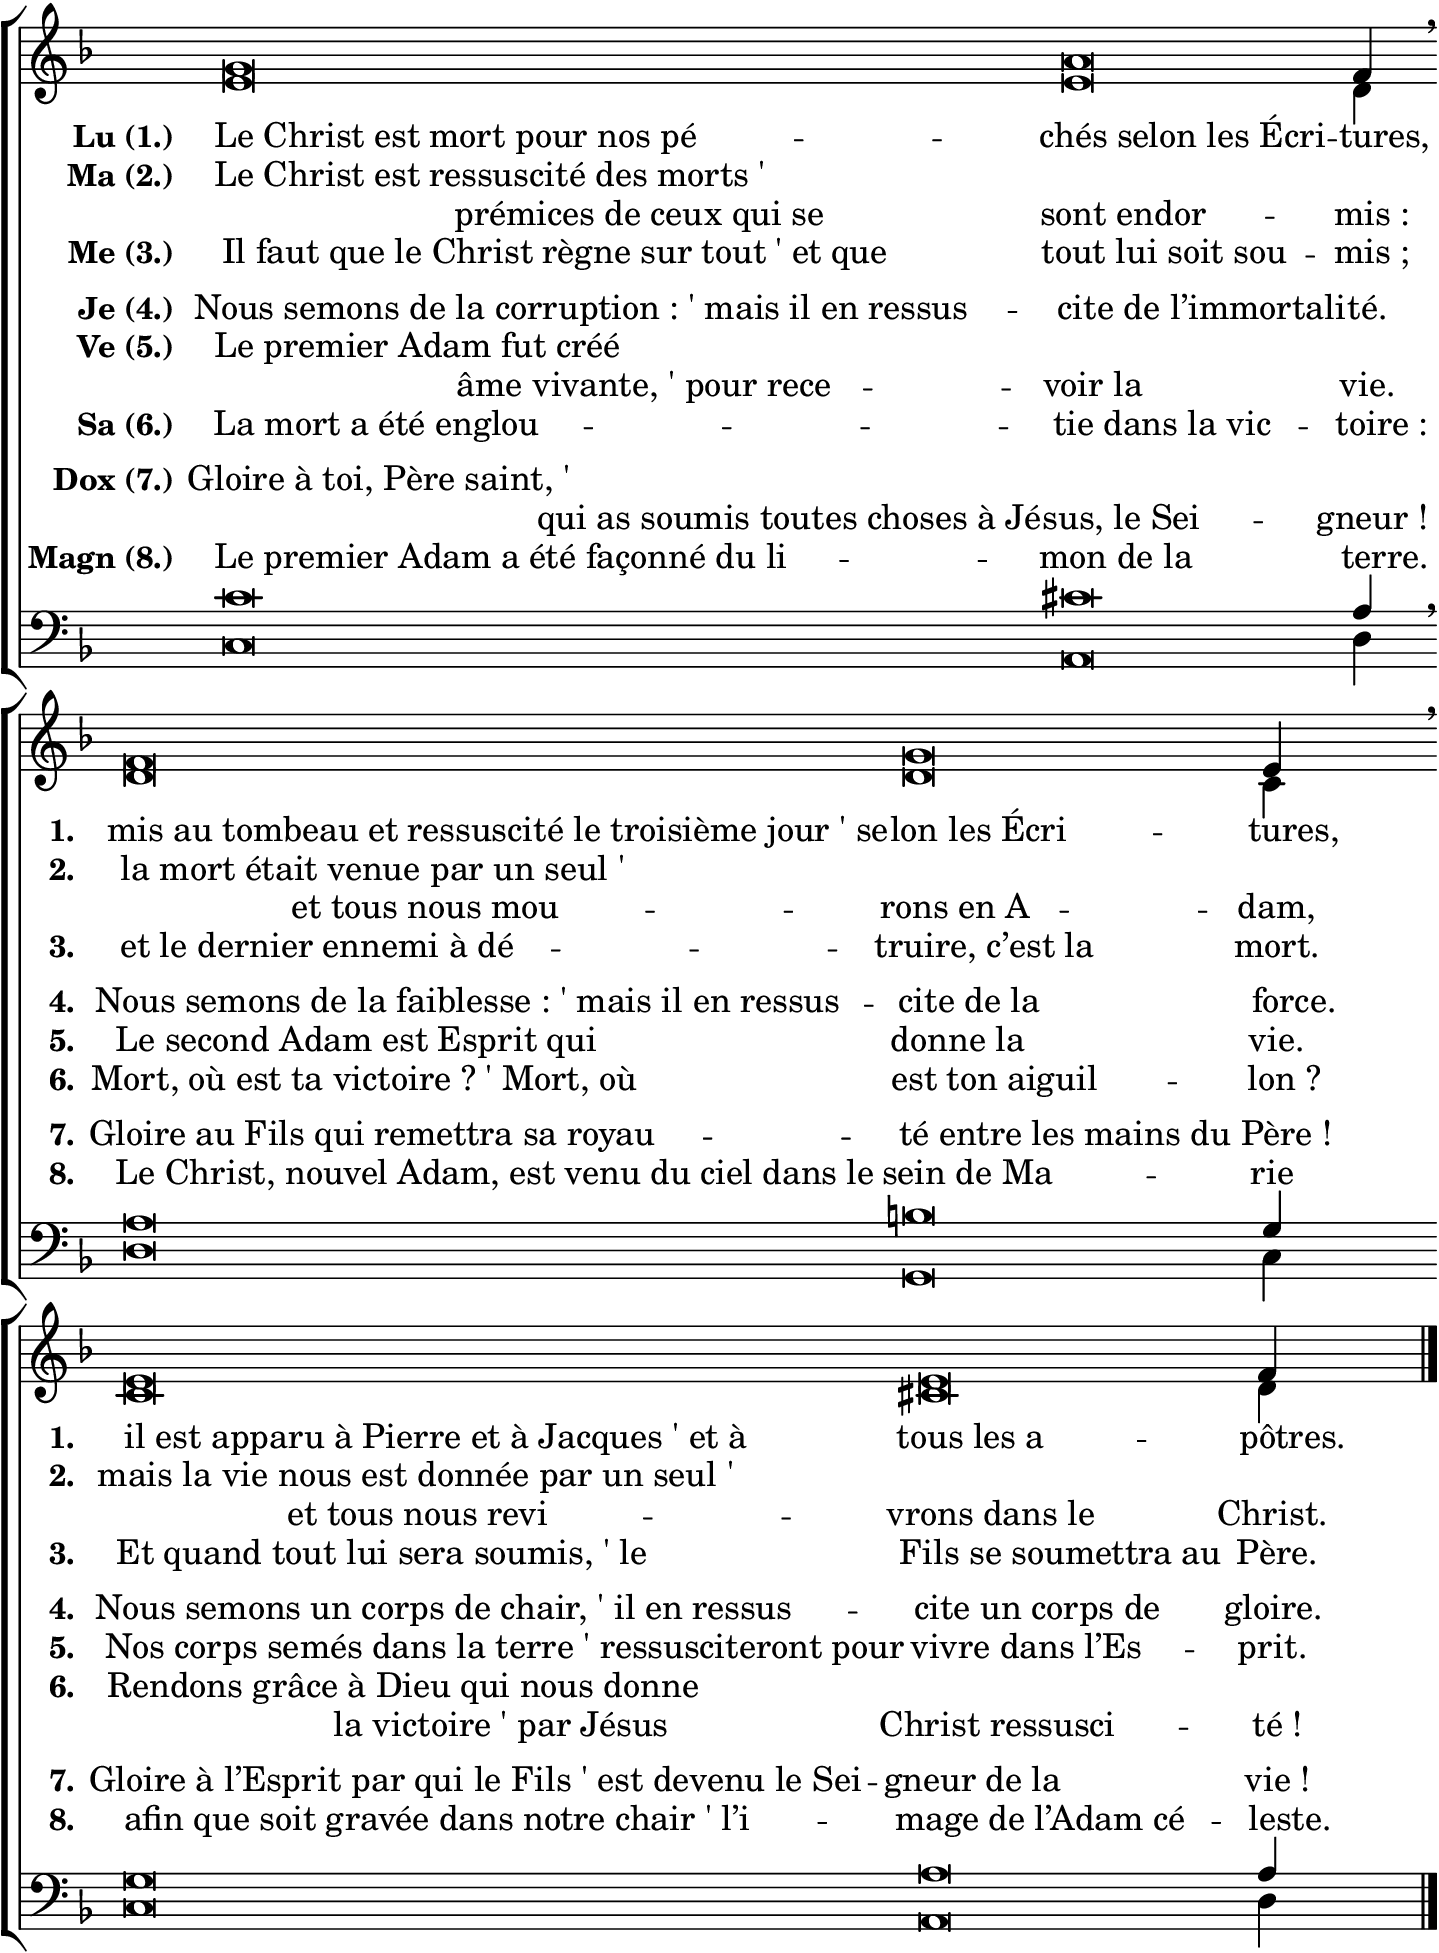 Lu (1.) Le Christ est mort pour nos pé -- chés selon les Écri -- tures,
Ma (2.) Le Christ est ressuscité des morts '
prémices de ceux qui se sont endor -- mis :
Me (3.) Il faut que le Christ règne sur tout ' et que tout lui soit sou -- mis ;
Je (4.) Nous semons de la corruption : ' mais il en ressus -- cite de l’immortalité.
Ve (5.) Le premier Adam fut créé
âme vivante, ' pour rece -- voir la vie.
Sa (6.) La mort a été englou -- tie dans la vic -- toire :
Dox (7.) Gloire à toi, Père saint, '
qui as soumis toutes choses à Jésus, le Sei -- gneur !
Magn (8.) Le premier Adam a été façonné du li -- mon de la terre.
1. mis au tombeau et ressuscité le troisième jour ' selon les Écri -- tures,
2. la mort était venue par un seul '
et tous nous mou -- rons en A -- dam,
3. et le dernier ennemi à dé -- truire, c’est la mort.
4. Nous semons de la faiblesse : ' mais il en ressus -- cite de la force.
5. Le second Adam est Esprit qui donne la vie.
6. Mort, où est ta victoire ? ' Mort, où est ton aiguil -- lon ?
7. Gloire au Fils qui remettra sa royau -- té entre les mains du Père !
8. Le Christ, nouvel Adam, est venu du ciel dans le sein de Ma -- rie
1. il est apparu à Pierre et à Jacques ' et à tous les a -- pôtres.
2. mais la vie nous est donnée par un seul '
et tous nous revi -- vrons dans le Christ.
3. Et quand tout lui sera soumis, ' le Fils se soumettra au Père.
4. Nous semons un corps de chair, ' il en ressus -- cite un corps de gloire.
5. Nos corps semés dans la terre ' ressusciteront pour vivre dans l’Es -- prit.
6. Rendons grâce à Dieu qui nous donne
la victoire ' par Jésus Christ ressusci -- té !
7. Gloire à l’Esprit par qui le Fils ' est devenu le Sei -- gneur de la vie !
8. afin que soit gravée dans notre chair ' l’i -- mage de l’Adam cé -- leste.